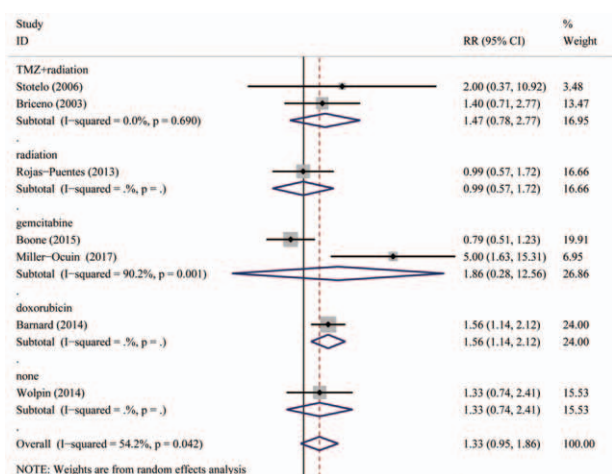 Study % 
ID RR (95% CI) Weight
TMZ+radiation
Stotelo (2006) 2.00 (0.37, 10.92) 3.48
Briceno (2003) 1.40 (0.71, 2.77) 13.47
Subtotal (I-squared = 0.0%, p = 0.690) 1.47 (0.78, 2.77) 16.95
.
radiation
Rojas-Puentes (2013) 0.99 (0.57, 1.72) 16.66
Subtotal (I-squared = .%, p = .) 0.99 (0.57, 1.72) 16.66
.
gemcitabine
Boone (2015) 0.79 (0.51, 1.23) 19.91
Miller-Ocuin (2017) 5.00 (1.63, 15.31) 6.95
Subtotal (I-squared = 90.2%, p = 0.001) 1.86 (0.28, 12.56) 26.86
.
doxorubicin
Barnard (2014) 1.56 (1.14, 2.12) 24.00
Subtotal (I-squared = .%, p = .) 1.56 (1.14, 2.12) 24.00
.
none
Wolpin (2014) 1.33 (0.74, 2.41) 15.53
Subtotal (I-squared = .%, p = .) 1.33 (0.74, 2.41) 15.53
.
Overall (I-squared = 54.2%, p = 0.042) 1.33 (0.95, 1.86) 100.00
NOTE: Weights are from random effects analysis